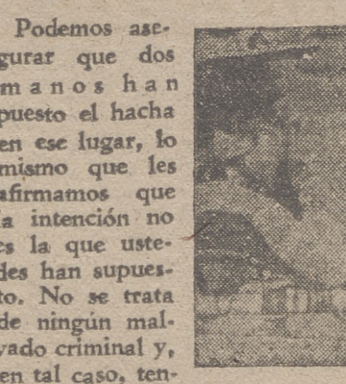 Podemos ase-
gurar que dos
manos han
puesto el hacha
en ese lugar, lo
mismo que les
afirmamos que
la intención no
es la que uste-
des han supues-
to. No se trata
de ningún mal-
vado criminal y,
en tal caso, ten-